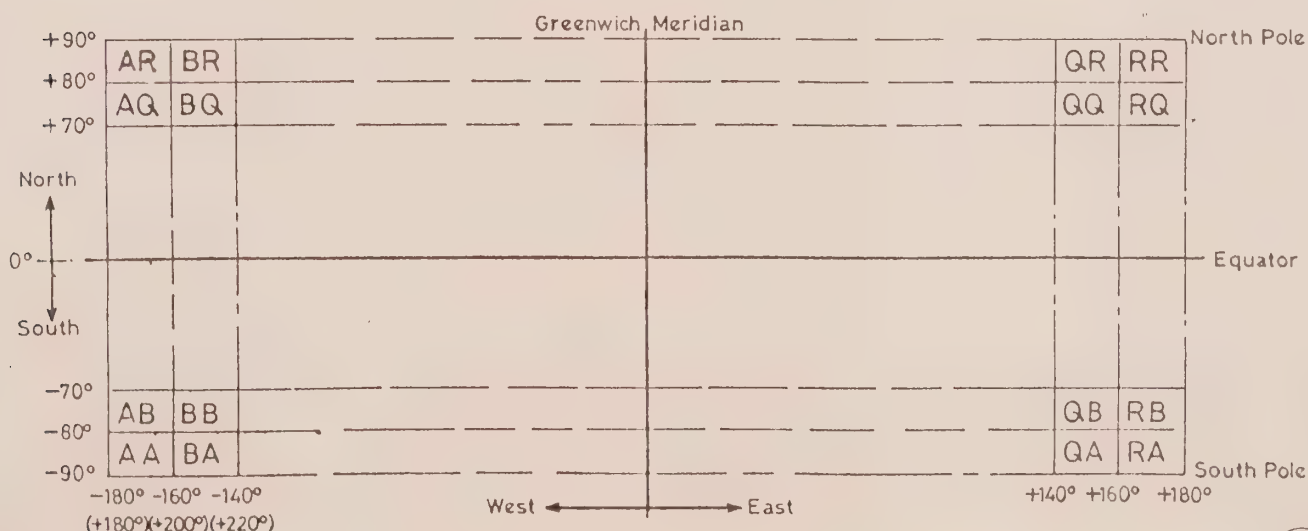 Greenwich Meridian
+90° AR BR QR RR North Pole
+80°
AQ BQ QQ RQ
+70°
North
0° Equator
South
-70°
AB BB QB RB
-80°
AA BA QA RA
-90° South Pole
-180° -160° -140° West East +140° +160° +180°
(+180°)(+200°)(+220°)